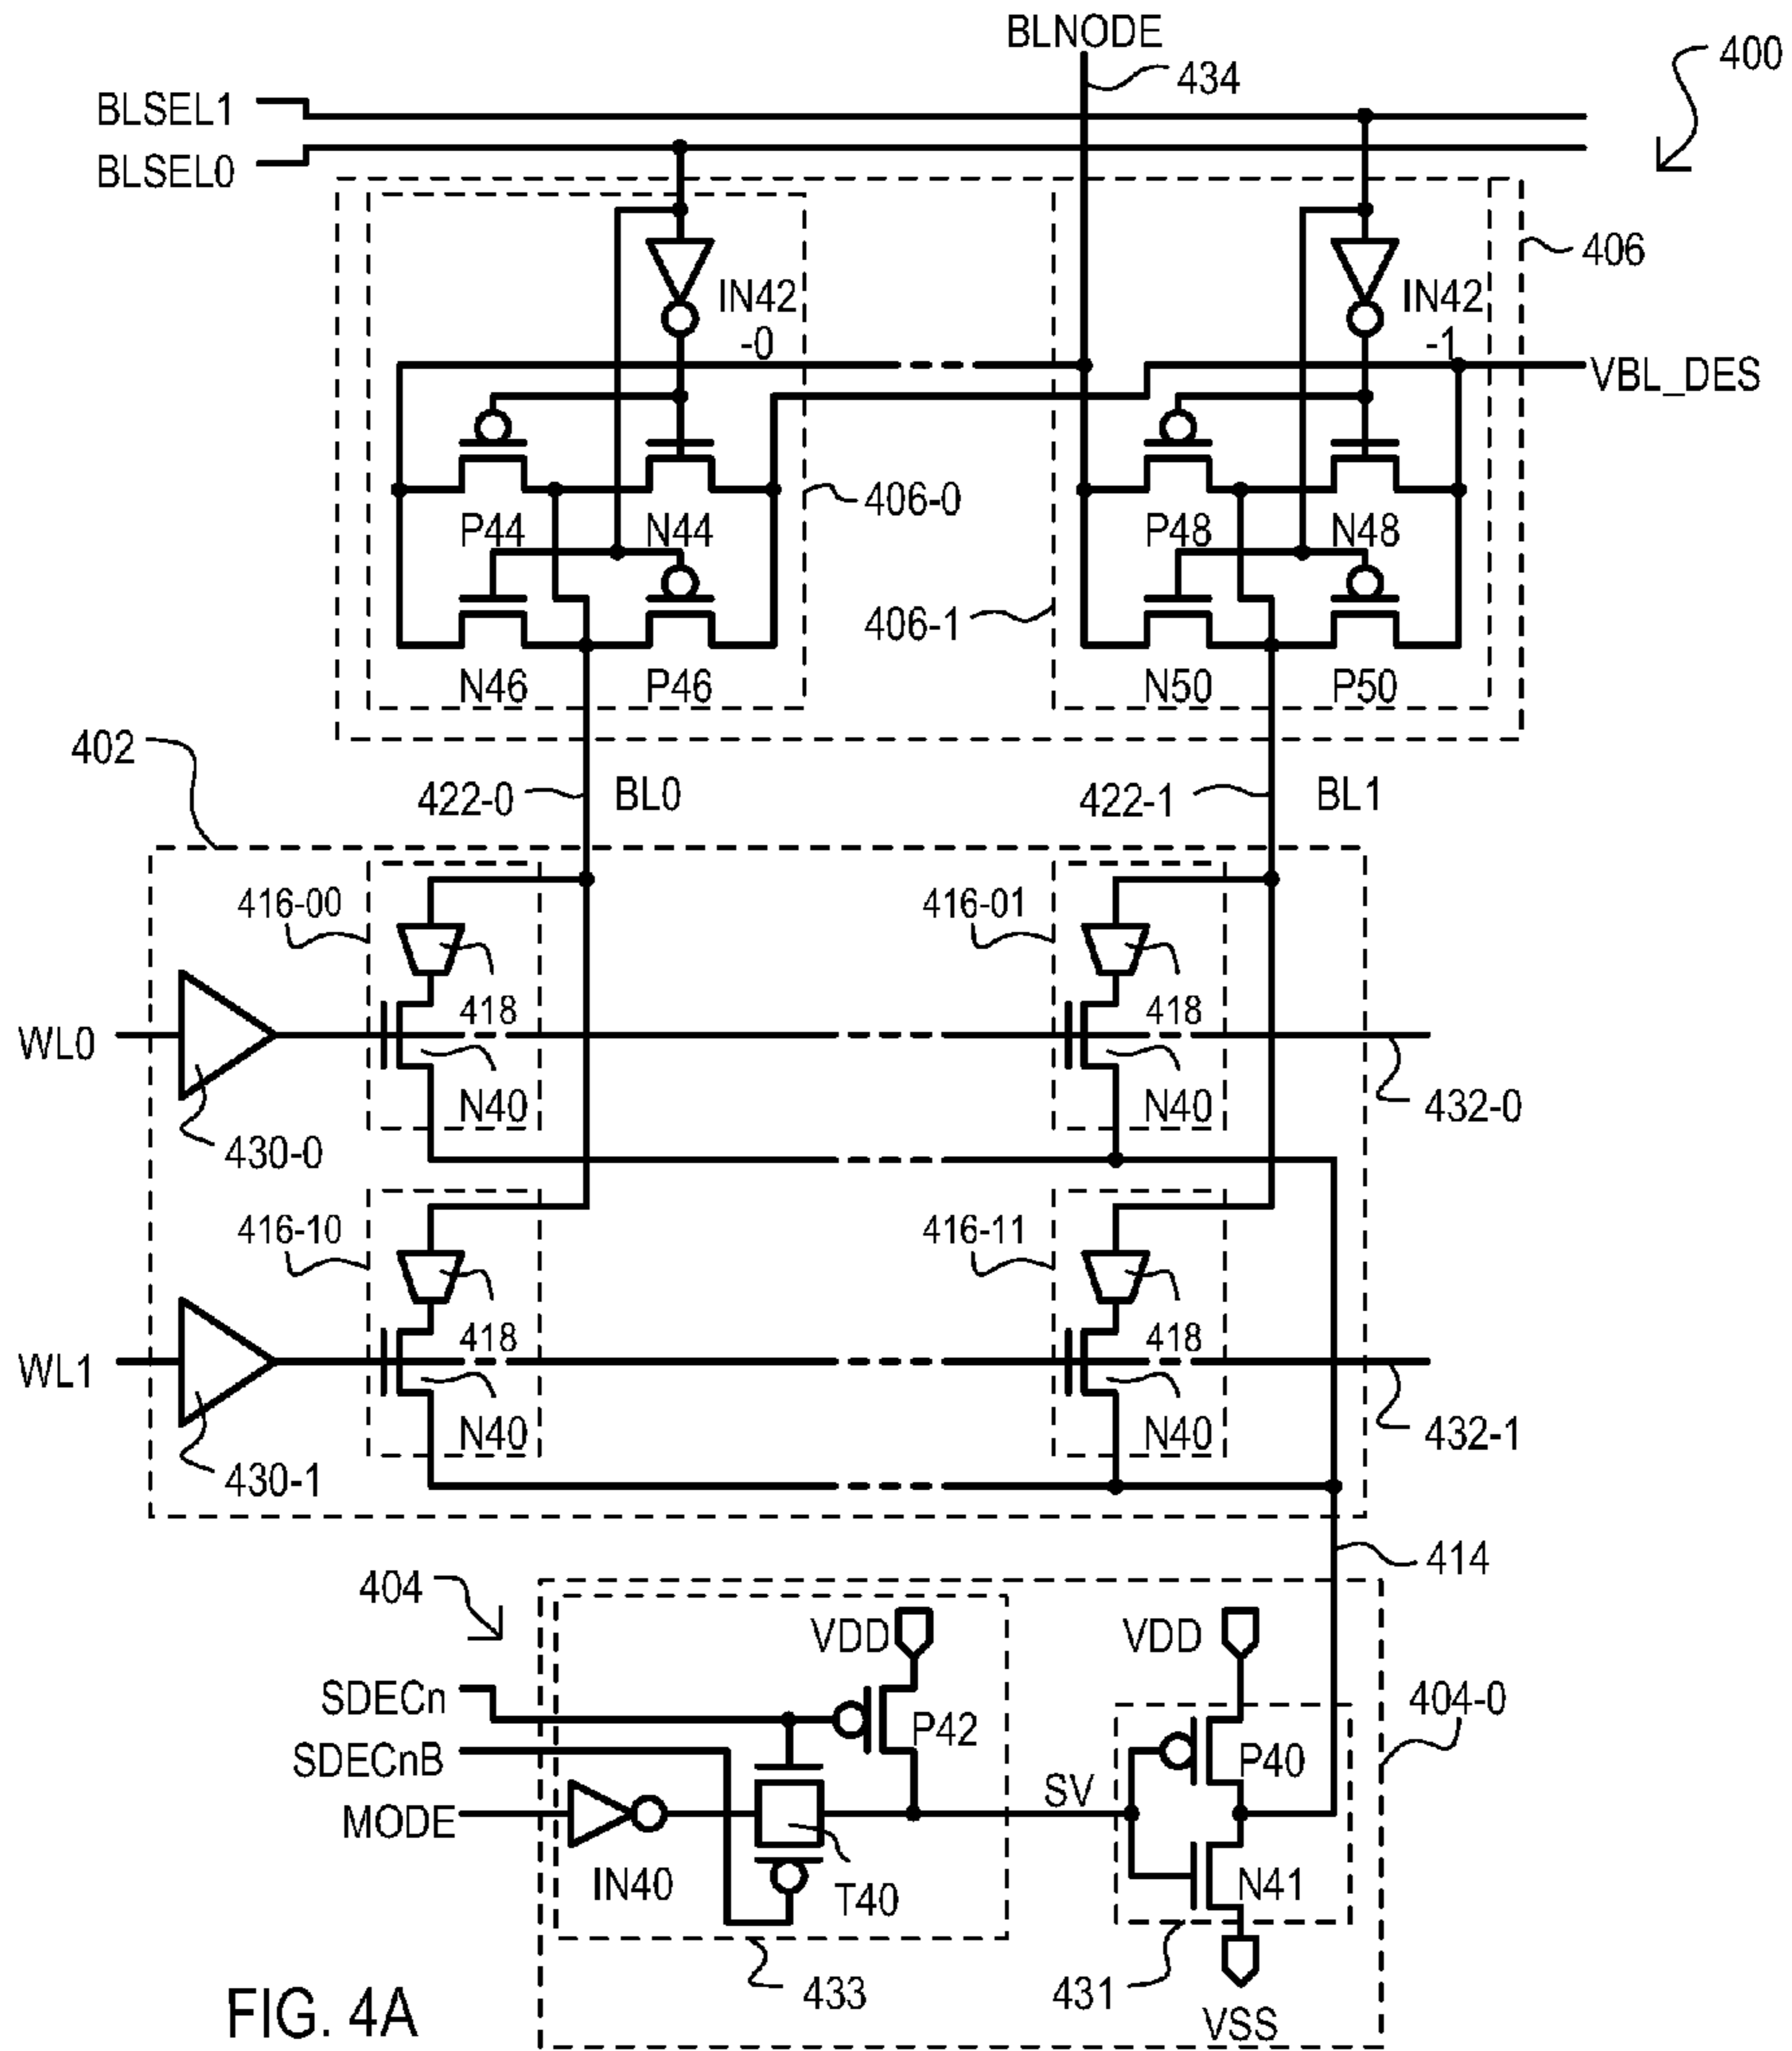 BLNODE
400
434
BLSEL1
BLSEL0
406
IN42
-0
IN42
-1
VBL_DES
406-0
P44
N44
P48
N48
406-1
N46
P46
N50
P50
402
422-0
BL0
422-1
BL1
416-00
416-01
418
418
WL0
N40
N40
432-0
430-0
416-10
416-11
418
418
WL1
N40
N40
432-1
430-1
414
404
VDD
VDD
SDECn
404-0
P42
SDECnB
P40
SV
MODE
IN40
T40
N41
433
431
VSS
FIG. 4A